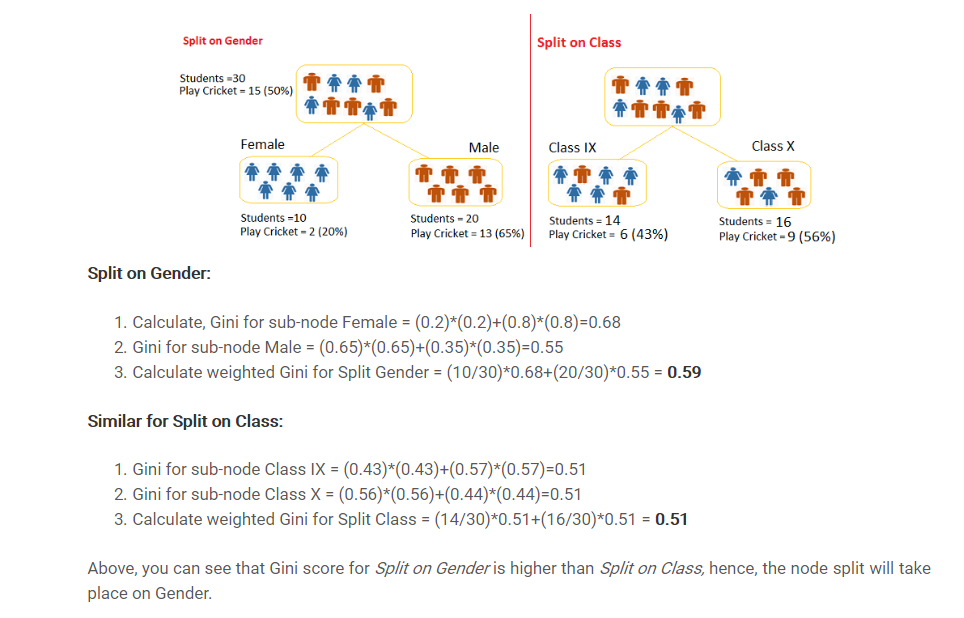 Split on Gender
Students =30
Play Cricket = 15 (50%)
Female
Male
Students =10
Play Cricket = 2 (20%)
Students = 20
Play Cricket = 13 (65%)
Split on Class
Class IX
Class X
Students = 14
Play Cricket = 6 (43%)
Students = 16
Play Cricket = 9 (56%)
Split on Gender:
1. Calculate, Gini for sub-node Female = (0.2)*(0.2)+(0.8)*(0.8)=0.68
2. Gini for sub-node Male = (0.65)*(0.65)+(0.35)*(0.35)=0.55
3. Calculate weighted Gini for Split Gender = (10/30)*0.68+(20/30)*0.55 = 0.59
Similar for Split on Class:
1. Gini for sub-node Class IX = (0.43)*(0.43)+(0.57)*(0.57)=0.51
2. Gini for sub-node Class X = (0.56)*(0.56)+(0.44)*(0.44)=0.51
3. Calculate weighted Gini for Split Class = (14/30)*0.51+(16/30)*0.51 = 0.51
Above, you can see that Gini score for Split on Gender is higher than Split on Class, hence, the node split will take
place on Gender.